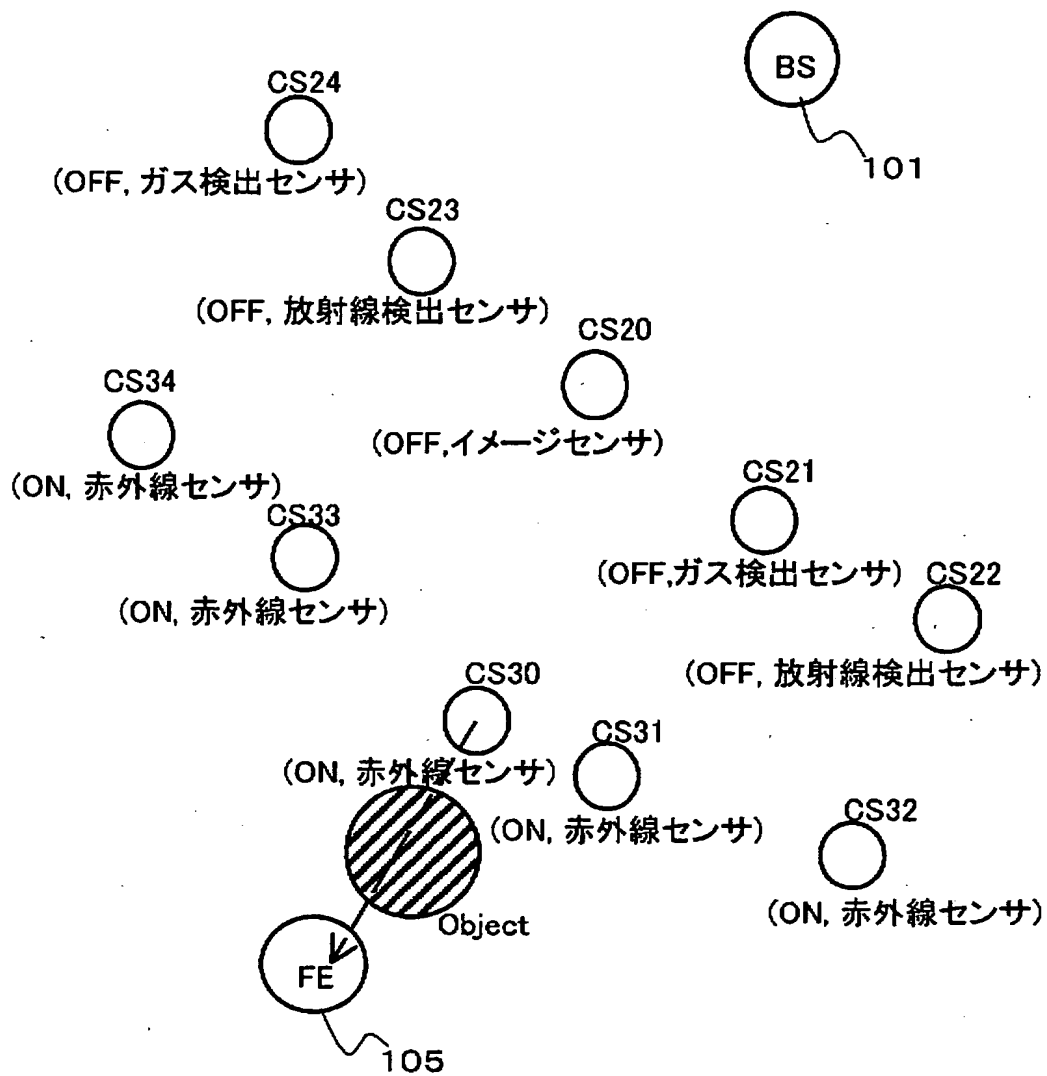 BS
101
CS24
(OFF, ガス検出センサ)
CS23
(OFF, 放射線検出センサ)
CS20
(OFF,イメージセンサ)
CS34
(ON, 赤外線センサ)
CS33
(ON, 赤外線センサ)
CS21
(OFF,ガス検出センサ)
CS22
(OFF, 放射線検出センサ)
CS30
(ON, 赤外線センサ)
CS31
(ON, 赤外線センサ)
CS32
(ON, 赤外線センサ)
Object
FE
105